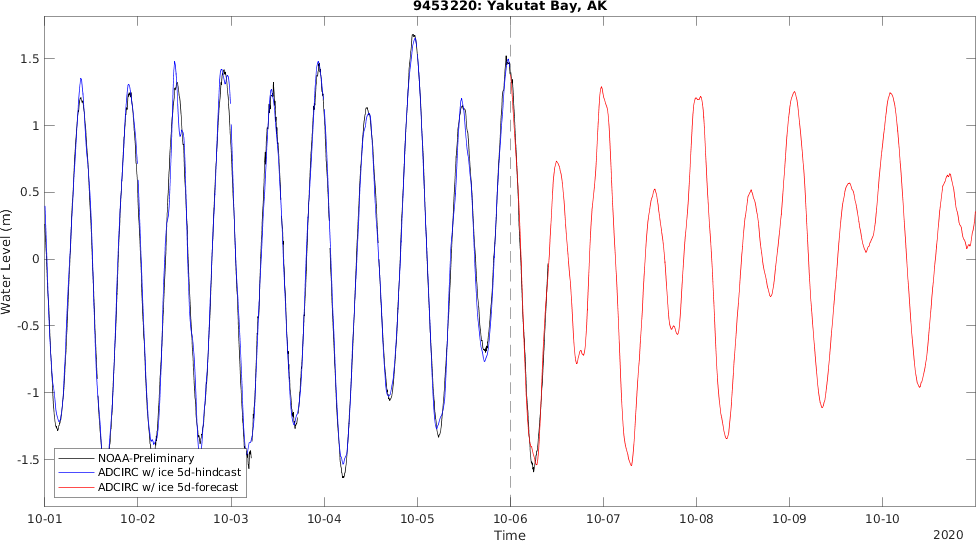 9453220: Yakutat Bay, AK
Water Level (m)
1.5
1
0.5
0
-0.5
-1
-1.5
NOAA-Preliminary
ADCIRC w/ ice 5d-hindcast
ADCIRC w/ ice 5d-forecast
10-01 10-02 10-03 10-04 10-05 10-06 10-07 10-08 10-09 10-10
Time
2020